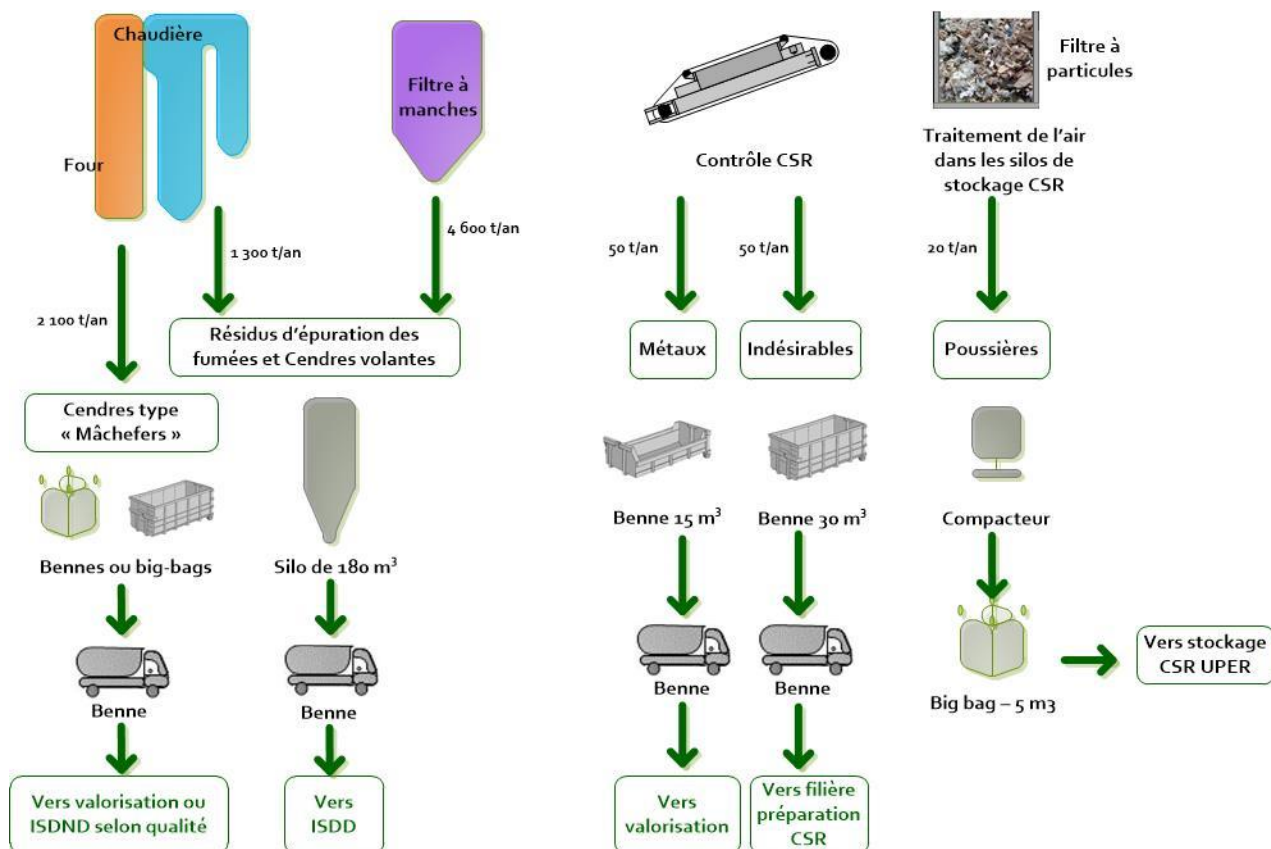 Chaudière
Four
Filtre à
manches
Contrôle CSR
Filtre à
particules
Traitement de l'air
dans les silos de
stockage CSR
2 100 t/an
1 300 t/an
4 600 t/an
50 t/an
50 t/an
20 t/an
Résidus d'épuration des
fumées et Cendres volantes
Métaux
Indésirables
Poussières
Cendres type
« Mâchefers »
Bennes ou big-bags
Silo de 180 m³
Benne 15 m³
Benne 30 m³
Compacteur
Benne
Benne
Benne
Benne
Big bag – 5 m3
Vers stockage
CSR UPER
Vers valorisation ou
ISDND selon qualité
Vers
ISDD
Vers
valorisation
Vers filière
préparation
CSR